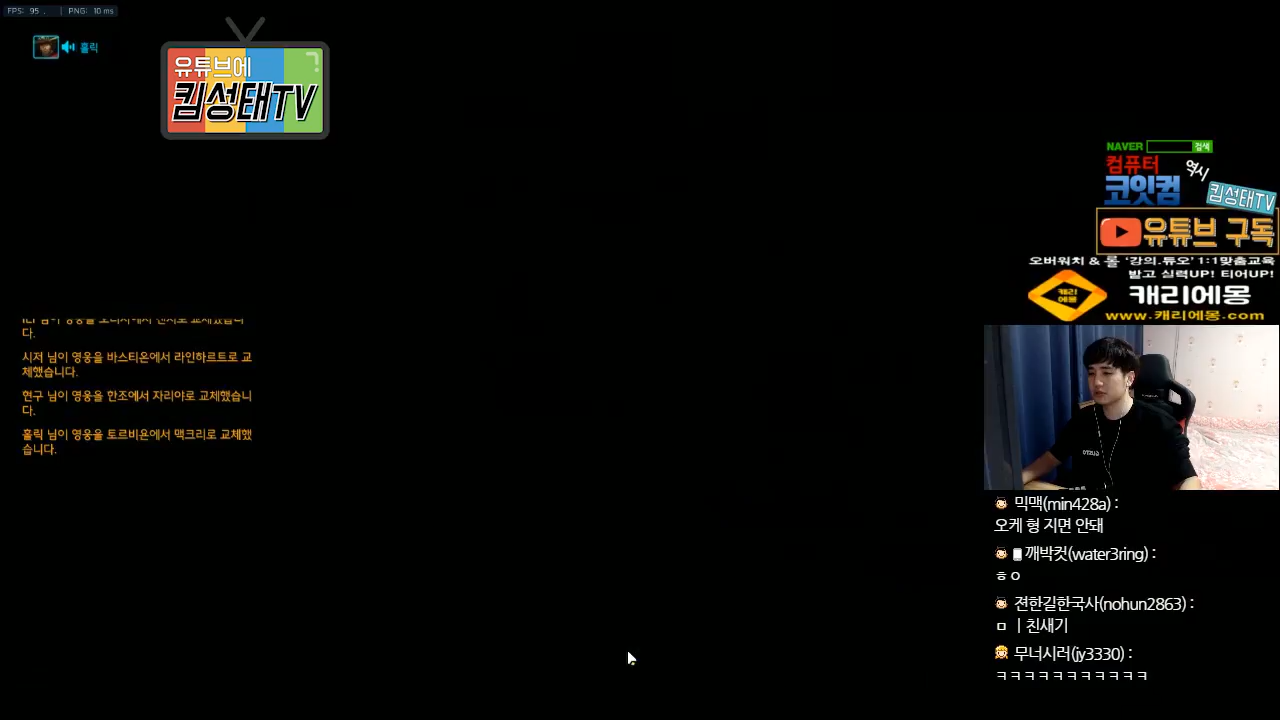 FPS: 95 . | PNG: 10 ms
홀릭
유튜브에
킴성태TV
NAVER 검색
컴퓨터
역시
코잇컴
킴성태TV
유튜브 구독
오버워치 & 롤 '강의.듀오' 1:1맞춤교육
받고 실력UP! 티어UP!
캐리에몽
캐리에몽
www.캐리에몽.com
다.
시저 님이 영웅을 바스티온에서 라인하르트로 교
체했습니다.
현구 님이 영웅을 한조에서 자리야로 교체했습니
다.
홀릭 님이 영웅을 토르비욘에서 맥크리로 교체했
습니다.
믹맥(min428a) :
오케 형 지면 안돼
깨박컷(water3ring) :
ㅎㅇ
젼한길한국사(nohun2863) :
ㅁㅣ친새기
무너시러(jy3330) :
ㅋㅋㅋㅋㅋㅋㅋㅋㅋㅋㅋ